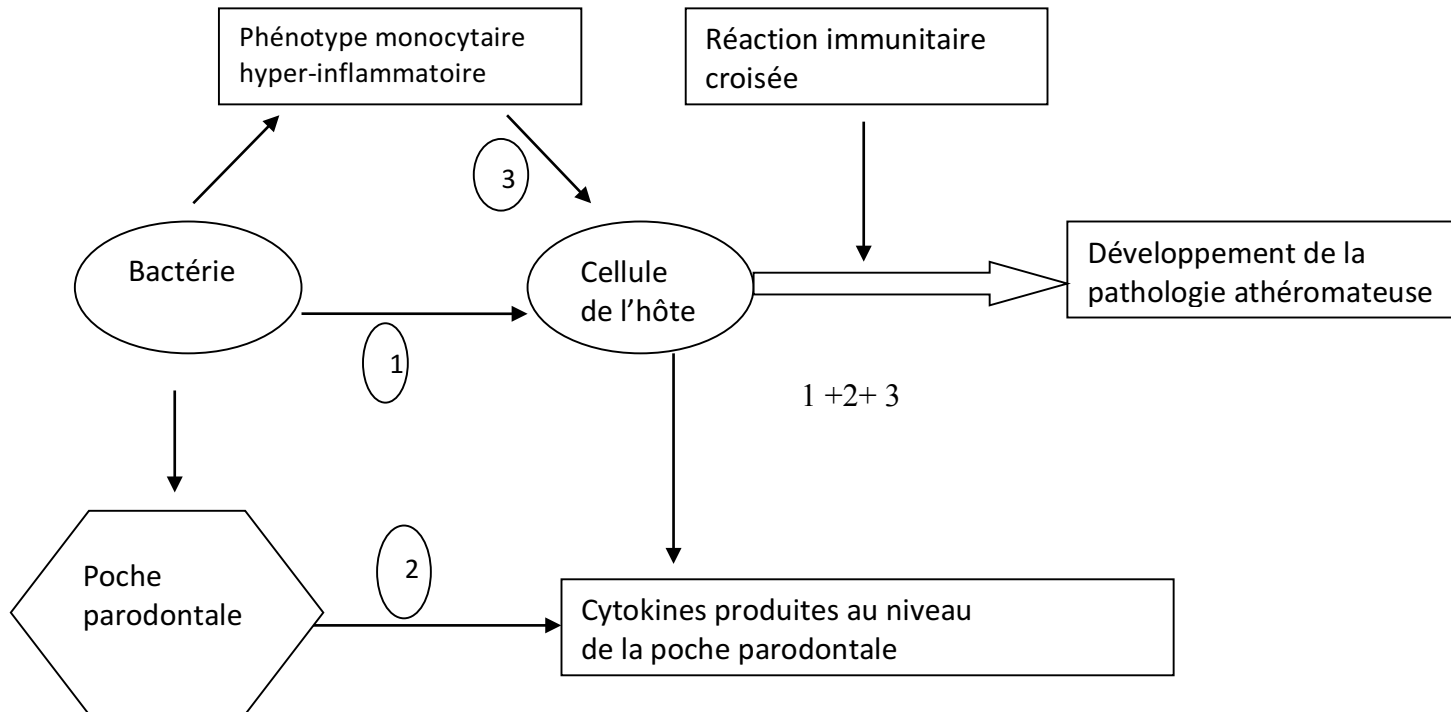 Phénotype monocytaire
hyper-inflammatoire
Réaction immunitaire
croisée
3
Bactérie
Cellule
de l’hôte
Développement de la
pathologie athéromateuse
1
1 +2+ 3
2
Poche
parodontale
Cytokines produites au niveau
de la poche parodontale